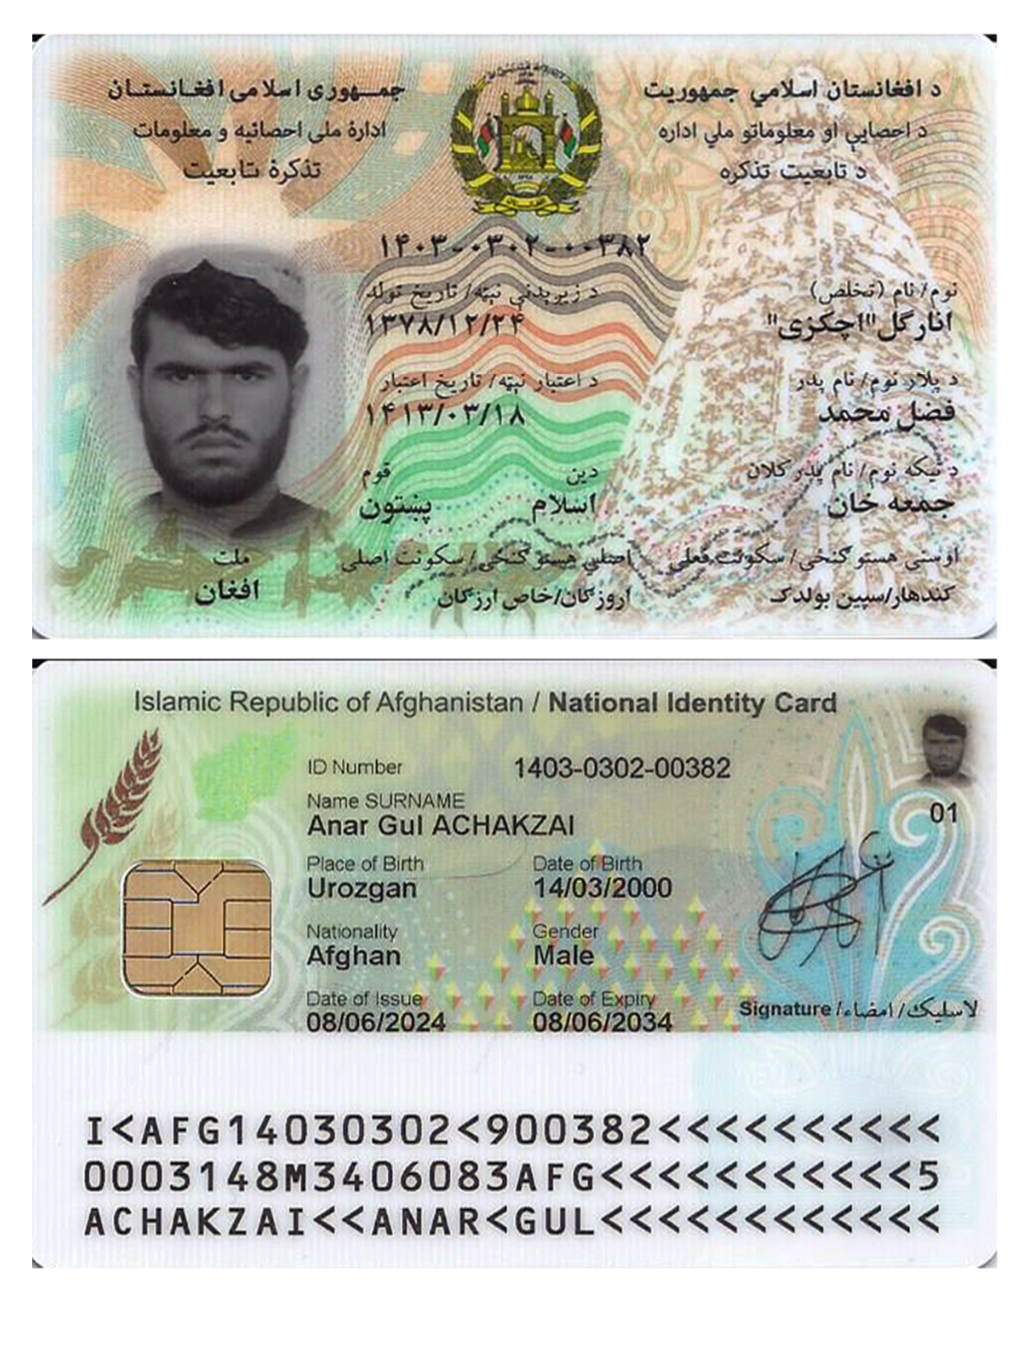 د افغانستان اسلامي جمهوریت
جمهوری اسلامی افغانستان
د احصایې او معلوماتو ملي اداره
ادارهٔ ملی احصائیه و معلومات
د تابعیت تذکره
تذکرهٔ تابعیت
۱۴۰۳-۰۳۰۲-۰۰۳۸۲
نوم/ نام (تخلص)
انارگل"اچکزی"
د زېږېدنې نېټه/ تاریخ تولد
۱۳۷۸/۱۲/۲۴
د پلار نوم/ نام پدر
فضل محمد
د اعتبار نېټه/ تاریخ اعتبار
۱۴۱۳/۰۳/۱۸
د نیکه نوم/ نام پدر کلان
جمعه خان
دین
اسلام
قوم
پښتون
اوسنی هستوګنځی/ سکونت فعلی
کندهار/سپین بولدک
اصلي هستوګنځی/ سکونت اصلی
اروزګان/خاص ارزګان
ملت
افغان
Islamic Republic of Afghanistan / National Identity Card
ID Number 1403-0302-00382
Name SURNAME
Anar Gul ACHAKZAI
01
Place of Birth Date of Birth
Urozgan 14/03/2000
Nationality Gender
Afghan Male
Date of Issue Date of Expiry
08/06/2024 08/06/2034
Signature / امضاء / لاسلیک
I<AFG14030302<900382<<<<<<<<<<
0003148M3406083AFG<<<<<<<<<<<5
ACHAKZAI<<ANAR<GUL<<<<<<<<<<<<